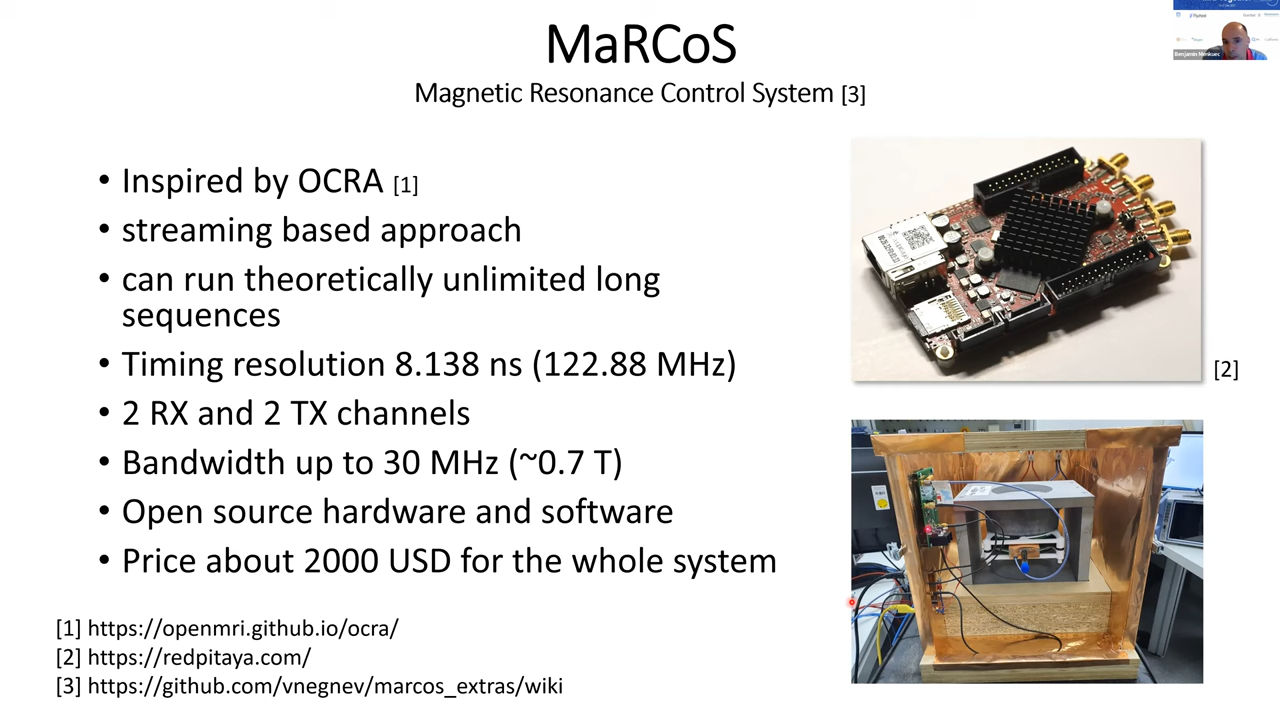 MaRCoS
Magnetic Resonance Control System [3]
• Inspired by OCRA [1]
• streaming based approach
• can run theoretically unlimited long
sequences
• Timing resolution 8.138 ns (122.88 MHz)
• 2 RX and 2 TX channels
• Bandwidth up to 30 MHz (~0.7 T)
• Open source hardware and software
• Price about 2000 USD for the whole system
[2]
[1] https://openmri.github.io/ocra/
[2] https://redpitaya.com/
[3] https://github.com/vnegnev/marcos_extras/wiki
Benjamin Menkuec